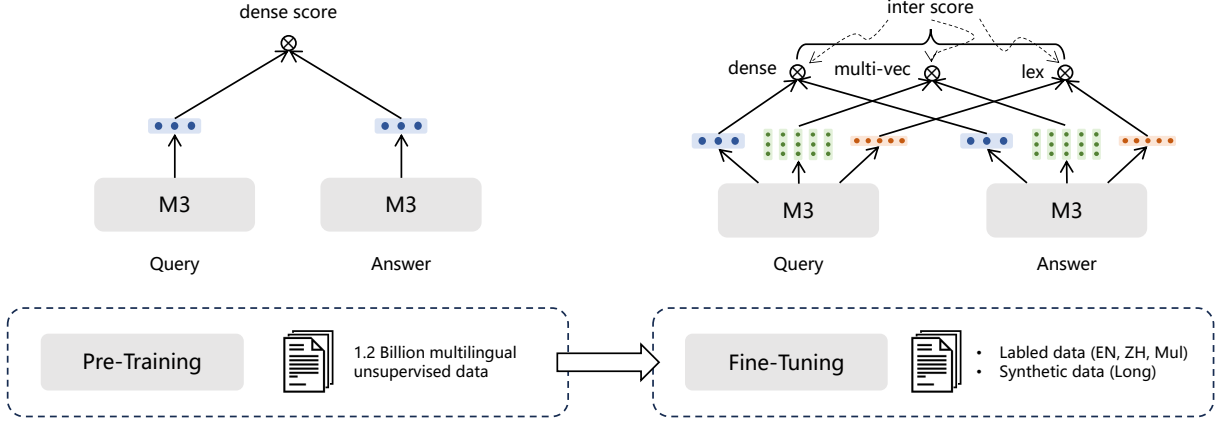 dense score
M3
M3
Query
Answer
Pre-Training
1.2 Billion multilingual
unsupervised data
inter score
dense
multi-vec
lex
M3
M3
Query
Answer
Fine-Tuning
• Labled data (EN, ZH, Mul)
• Synthetic data (Long)